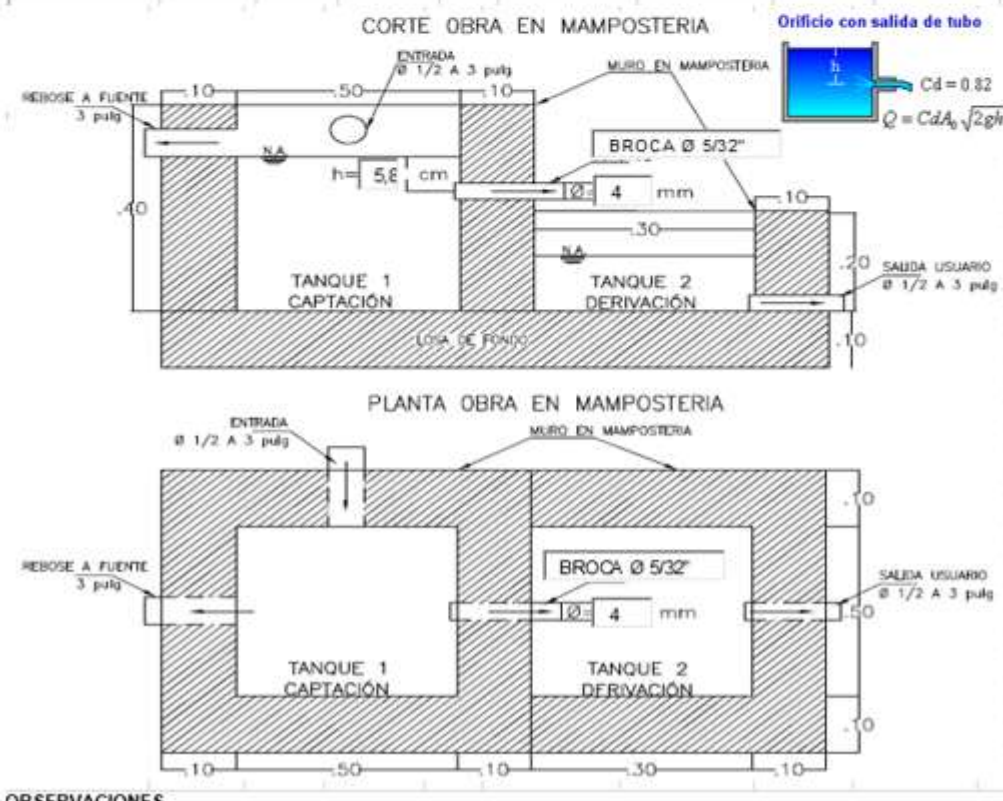 CORTE OBRA EN MAMPOSTERIA
Orificio con salida de tubo
ENTRADA
Ø 1/2 A 3 pulg
MURO EN MAMPOSTERIA
h
Cd = 0.82
Q = CdA₀√2gh
REBOSE A FUENTE
3 pulg
.10
.50
.10
N.A.
BROCA Ø 5/32"
h= 5,8 cm
Ø= 4 mm
.40
.10
.30
N.A.
.20
TANQUE 1
CAPTACIÓN
TANQUE 2
DERIVACIÓN
SALIDA USUARIO
Ø 1/2 A 3 pulg
LOSA DE FONDO
.10
PLANTA OBRA EN MAMPOSTERIA
ENTRADA
Ø 1/2 A 3 pulg
MURO EN MAMPOSTERIA
.10
REBOSE A FUENTE
3 pulg
BROCA Ø 5/32"
Ø= 4 mm
SALIDA USUARIO
Ø 1/2 A 3 pulg
.50
TANQUE 1
CAPTACIÓN
TANQUE 2
DERIVACIÓN
.10
.10
.50
.10
.30
.10
OBSERVACIONES